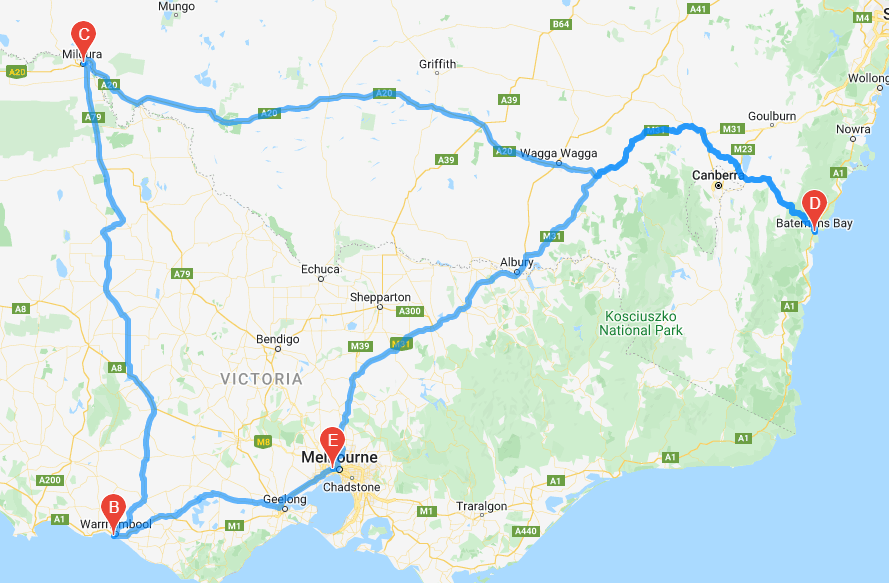 Mungo
A41
M4
B64
C
Mildura
A20
A20
Griffith
Wollong
A20
A20
A39
A79
Goulburn
M31
M31
Nowra
A20
Wagga Wagga
M23
A39
Canberra
A1
D
Batemans Bay
M31
Albury
Echuca
A79
Shepparton
A8
A300
A1
Kosciuszko
National Park
Bendigo
M39
M31
A8
VICTORIA
E
M8
Melbourne
A1
A1
A200
Chadstone
A1
B
Geelong
A1
Warrnambool
M1
M1
Traralgon
A440